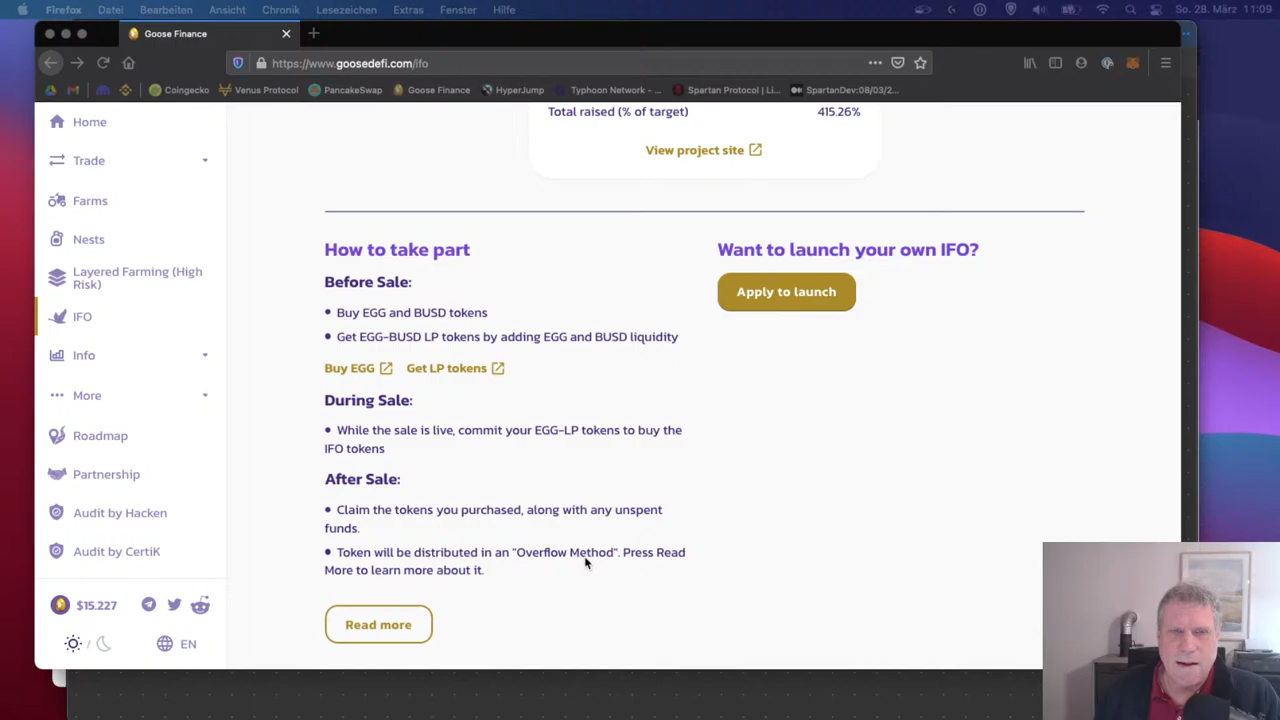 Firefox Datei Bearbeiten Ansicht Chronik Lesezeichen Extras Fenster Hilfe So. 28. März 11:09
Goose Finance
https://www.goosedefi.com/ifo
Coingecko Venus Protocol PancakeSwap Goose Finance HyperJump Typhoon Network - ... Spartan Protocol | Li... SpartanDev:08/03/2...
Home
Trade
Farms
Nests
Layered Farming (High
Risk)
IFO
Info
More
Roadmap
Partnership
Audit by Hacken
Audit by CertiK
$15.227
EN
Total raised (% of target) 415.26%
View project site
How to take part
Before Sale:
• Buy EGG and BUSD tokens
• Get EGG-BUSD LP tokens by adding EGG and BUSD liquidity
Buy EGG Get LP tokens
During Sale:
• While the sale is live, commit your EGG-LP tokens to buy the
IFO tokens
After Sale:
• Claim the tokens you purchased, along with any unspent
funds.
• Token will be distributed in an "Overflow Method". Press Read
More to learn more about it.
Read more
Want to launch your own IFO?
Apply to launch